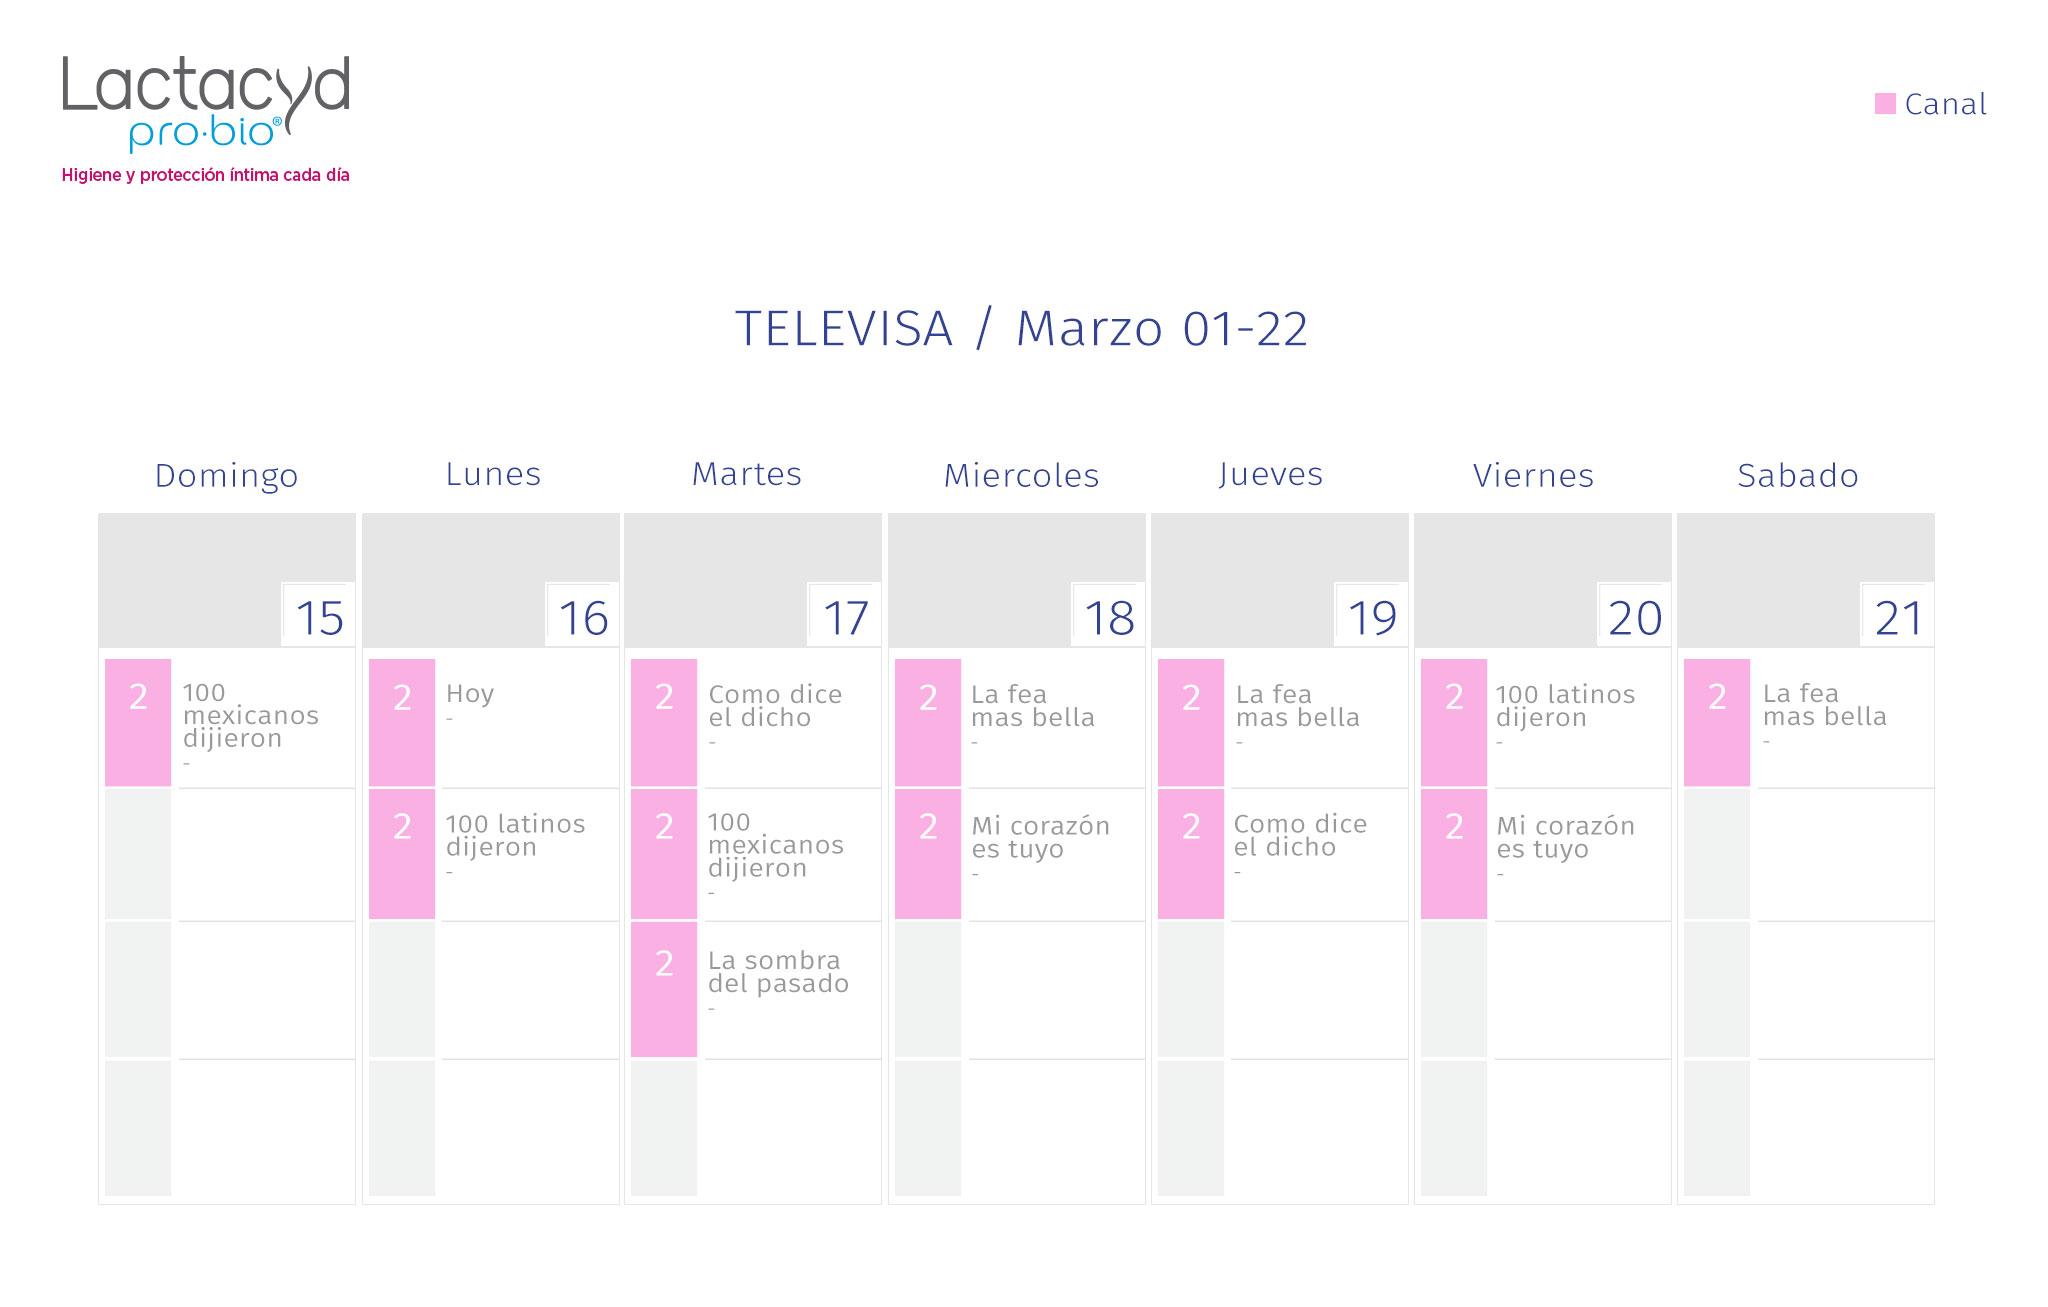 Lactacyd
pro·bio®
Higiene y protección íntima cada día
Canal
TELEVISA / Marzo 01-22
Domingo
Lunes
Martes
Miercoles
Jueves
Viernes
Sabado
15
16
17
18
19
20
21
2
100
mexicanos
dijieron
-
2
Hoy
-
2
Como dice
el dicho
-
2
La fea
mas bella
-
2
La fea
mas bella
-
2
100 latinos
dijeron
-
2
La fea
mas bella
-
2
100 latinos
dijeron
-
2
100
mexicanos
dijieron
-
2
Mi corazón
es tuyo
-
2
Como dice
el dicho
-
2
Mi corazón
es tuyo
-
2
La sombra
del pasado
-